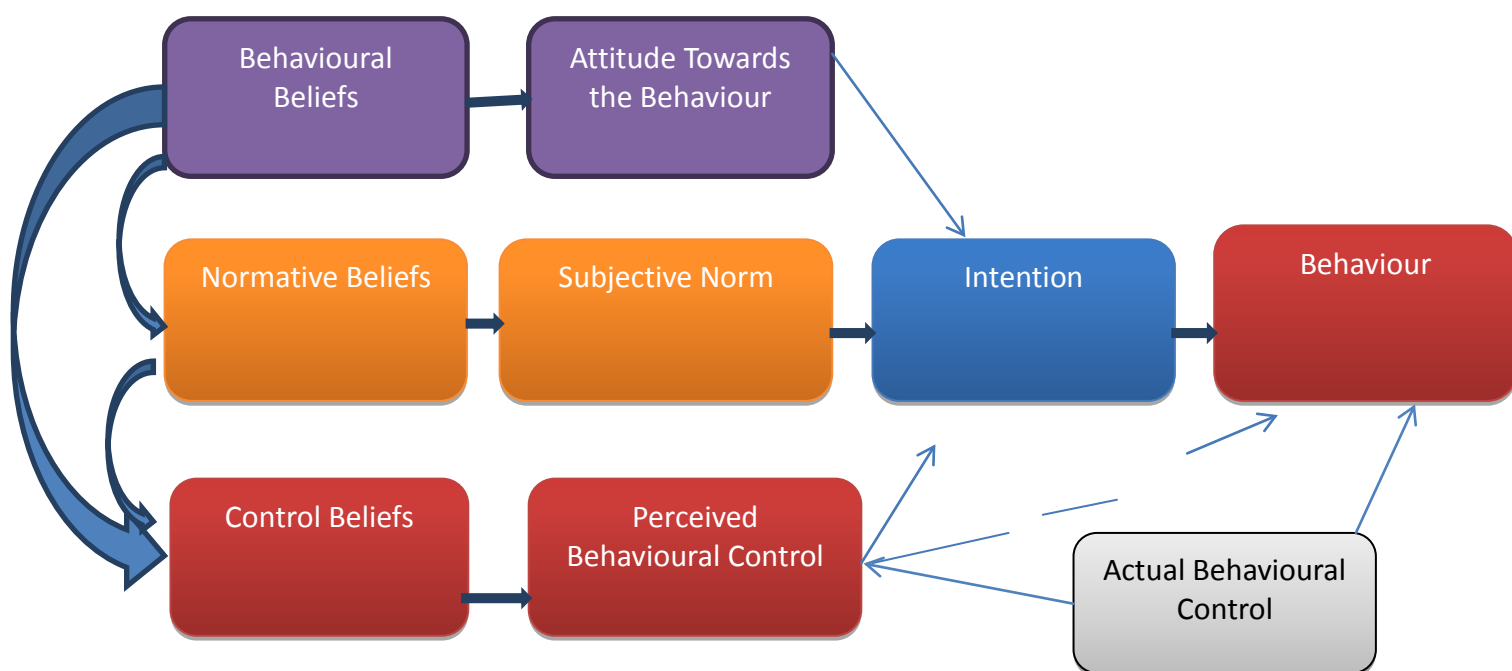 Behavioural
Beliefs
Attitude Towards
the Behaviour
Normative Beliefs
Subjective Norm
Intention
Behaviour
Control Beliefs
Perceived
Behavioural Control
Actual Behavioural
Control